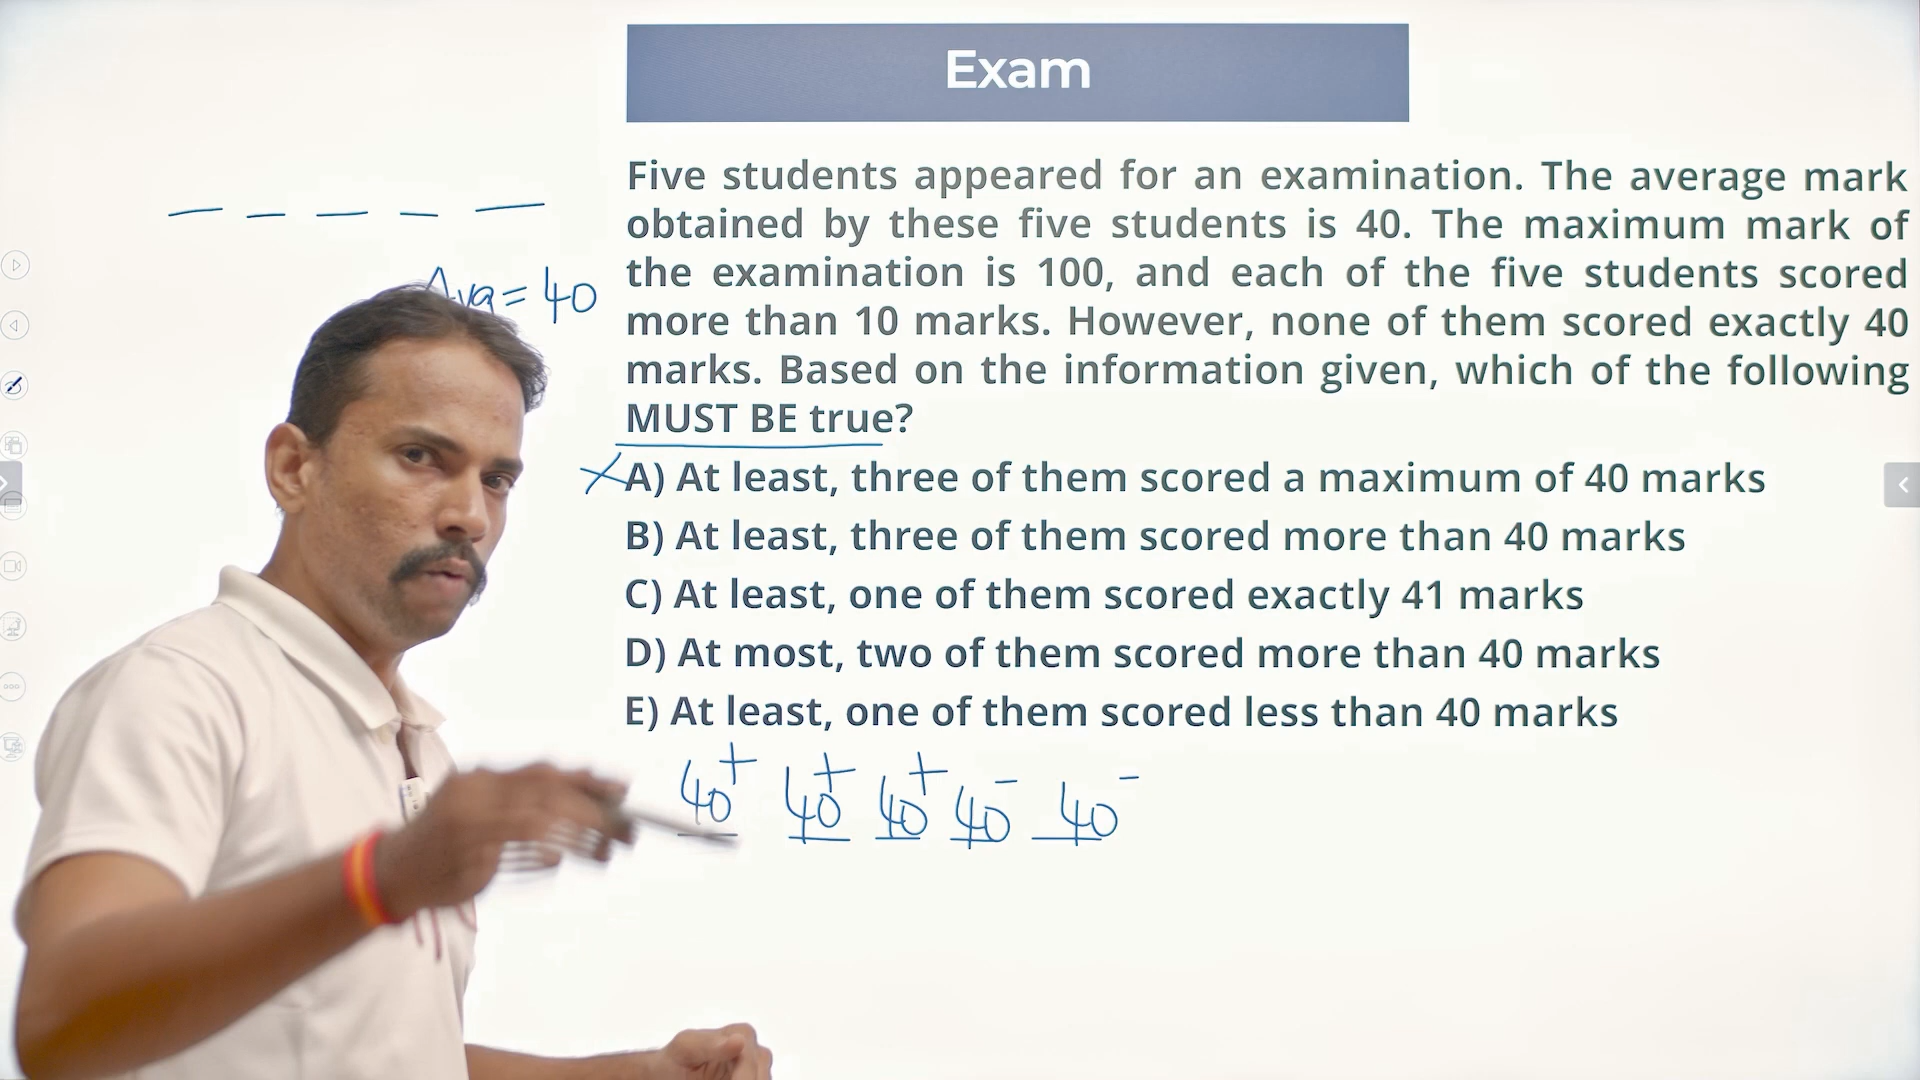 Exam
Five students appeared for an examination. The average mark
obtained by these five students is 40. The maximum mark of
the examination is 100, and each of the five students scored
more than 10 marks. However, none of them scored exactly 40
marks. Based on the information given, which of the following
MUST BE true?
A) At least, three of them scored a maximum of 40 marks
B) At least, three of them scored more than 40 marks
C) At least, one of them scored exactly 41 marks
D) At most, two of them scored more than 40 marks
E) At least, one of them scored less than 40 marks
Avg = 40
40⁺ 40⁺ 40⁺ 40⁻ 40⁻